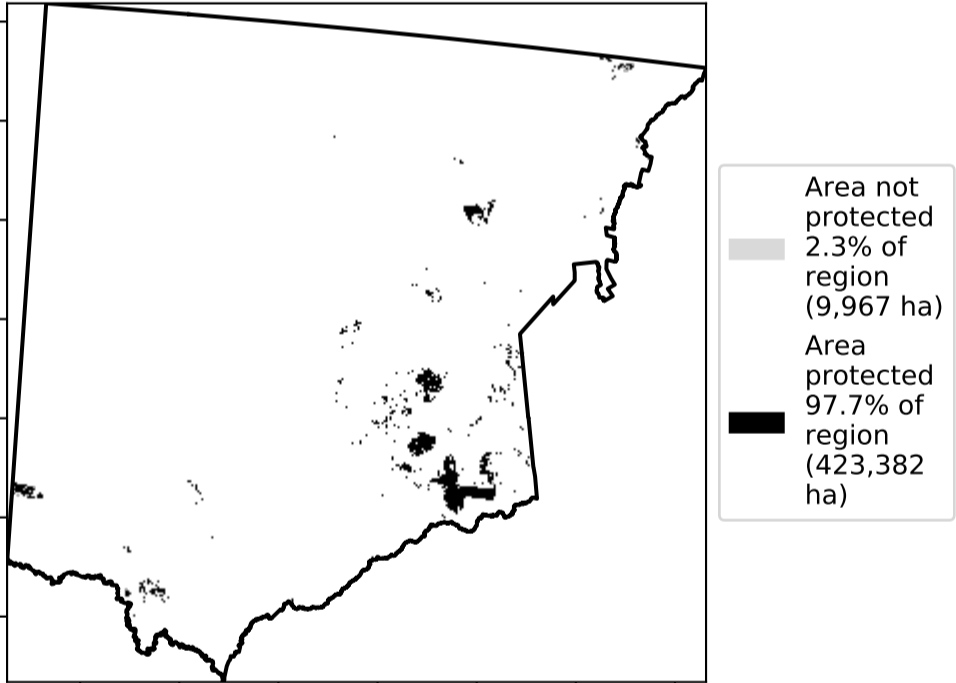 Area not
protected
2.3% of
region
(9,967 ha)
Area
protected
97.7% of
region
(423,382
ha)